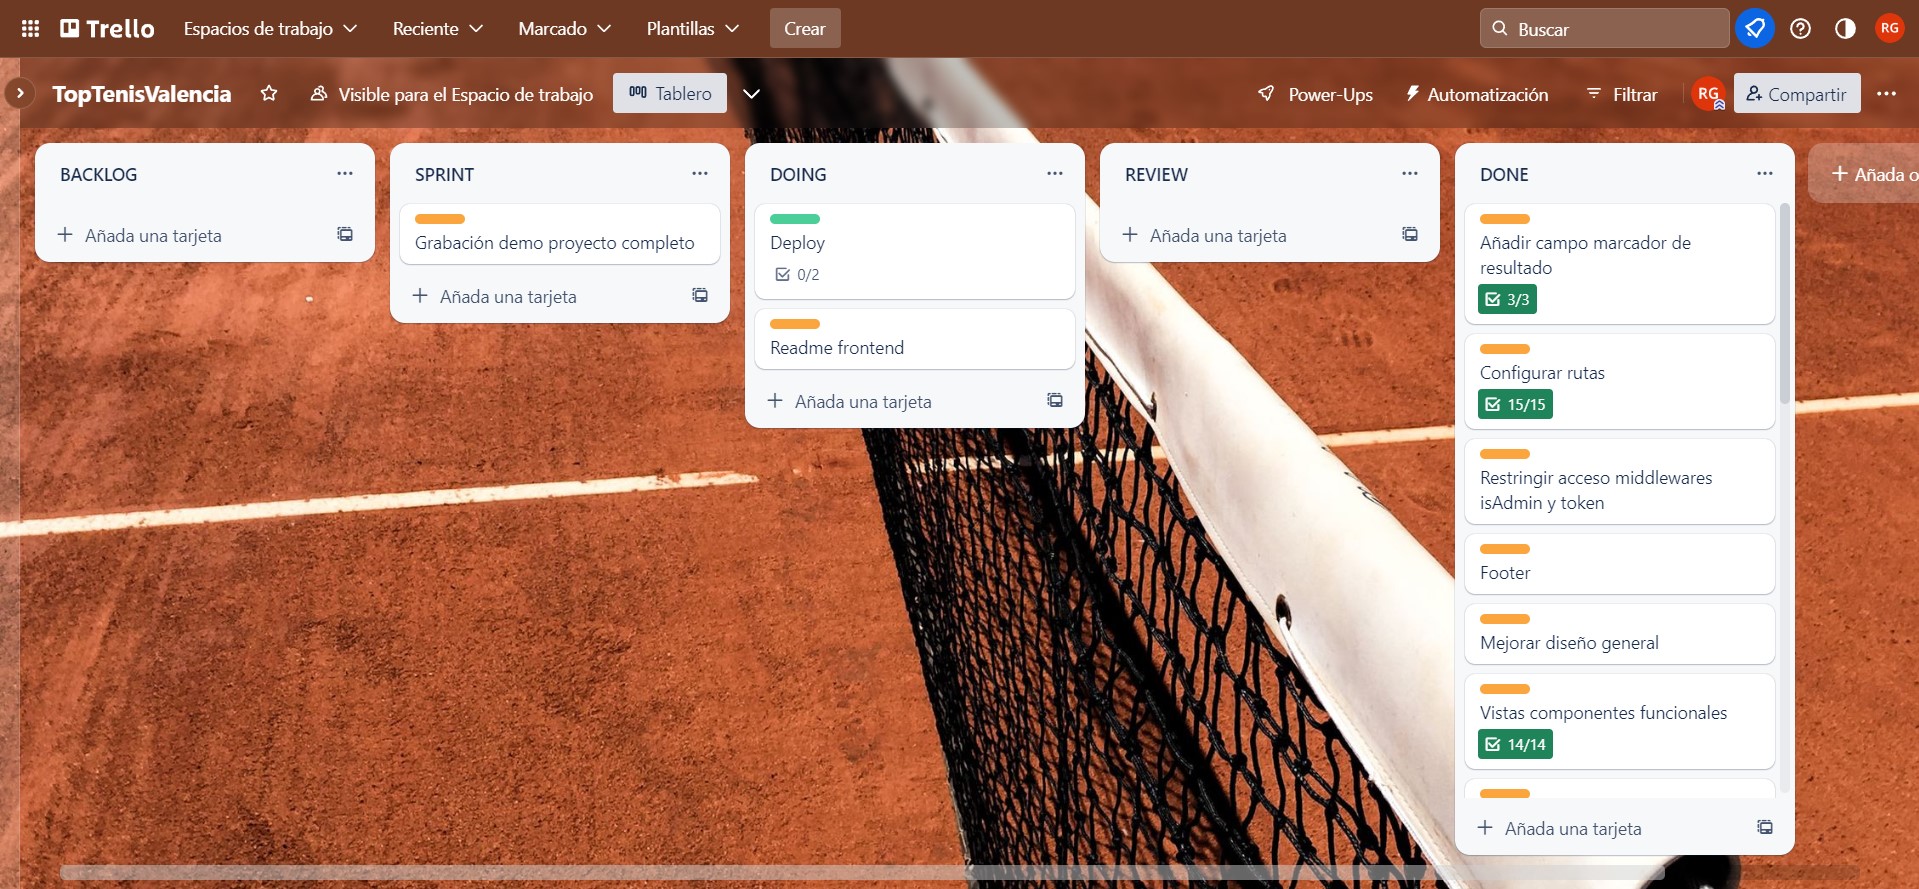 Trello
Espacios de trabajo
Reciente
Marcado
Plantillas
Crear
Buscar
RG
TopTenisValencia
Visible para el Espacio de trabajo
Tablero
Power-Ups
Automatización
Filtrar
RG
Compartir
BACKLOG
Añada una tarjeta
SPRINT
Grabación demo proyecto completo
Añada una tarjeta
DOING
Deploy
0/2
Readme frontend
Añada una tarjeta
REVIEW
Añada una tarjeta
DONE
Añadir campo marcador de
resultado
3/3
Configurar rutas
15/15
Restringir acceso middlewares
isAdmin y token
Footer
Mejorar diseño general
Vistas componentes funcionales
14/14
Añada una tarjeta
Añada o